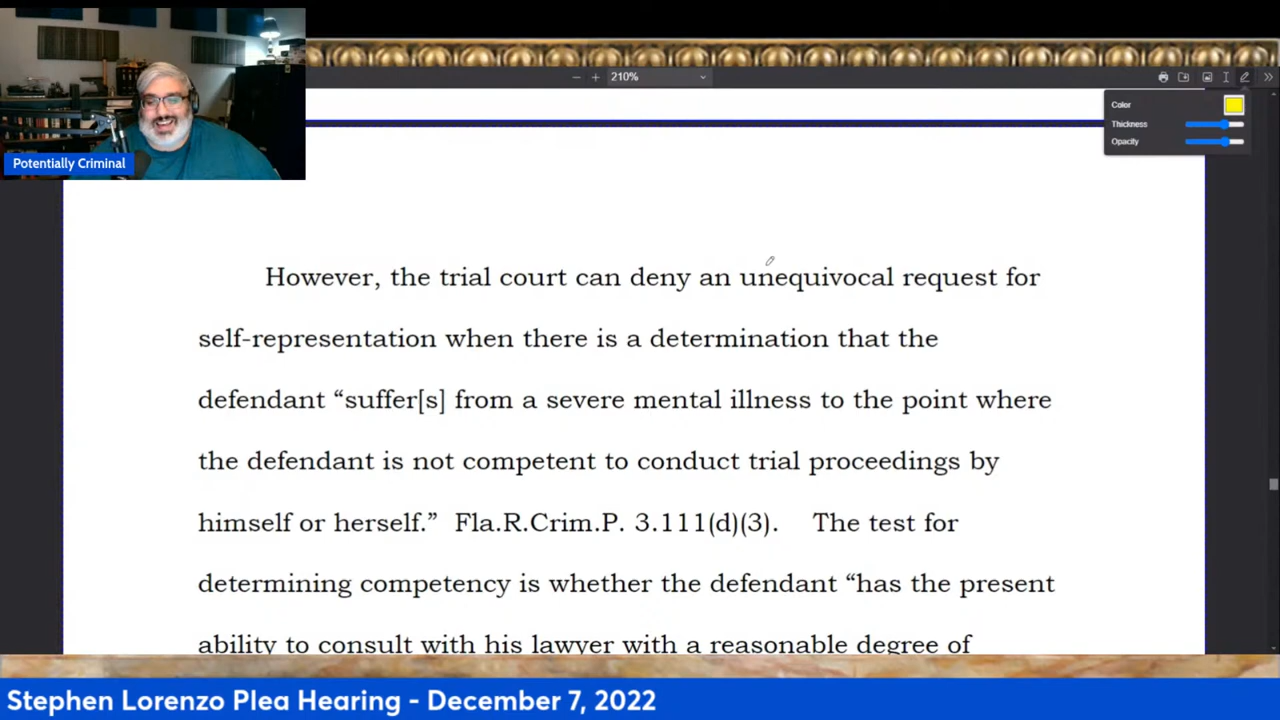 210%
Color
Thickness
Opacity
Potentially Criminal
However, the trial court can deny an unequivocal request for
self-representation when there is a determination that the
defendant “suffer[s] from a severe mental illness to the point where
the defendant is not competent to conduct trial proceedings by
himself or herself.” Fla.R.Crim.P. 3.111(d)(3). The test for
determining competency is whether the defendant “has the present
ability to consult with his lawyer with a reasonable degree of
Stephen Lorenzo Plea Hearing - December 7, 2022